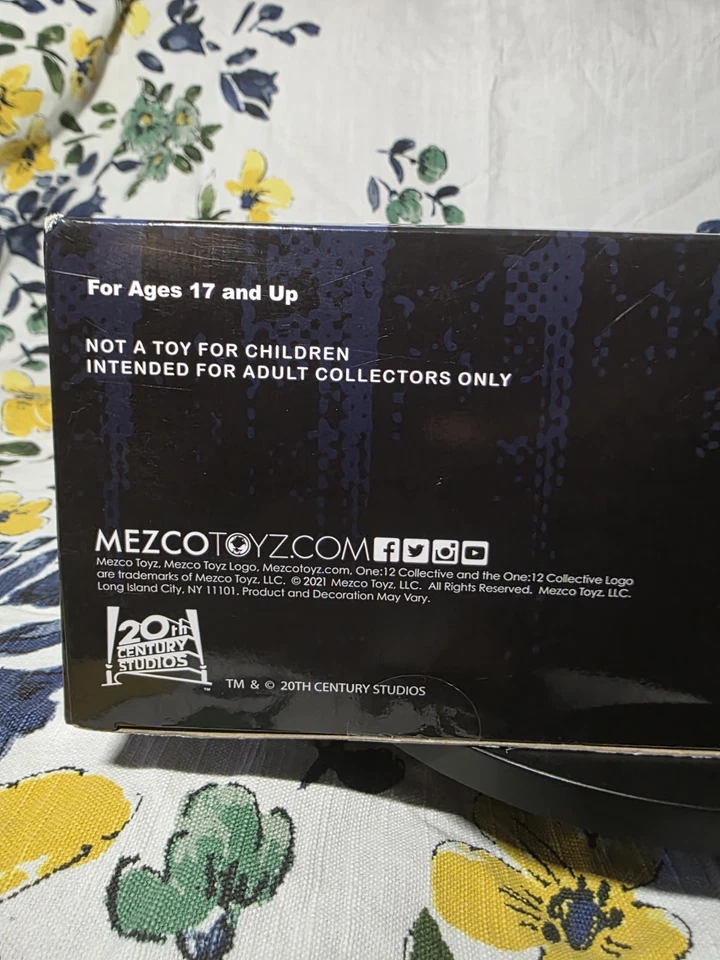 For Ages 17 and Up
NOT A TOY FOR CHILDREN
INTENDED FOR ADULT COLLECTORS ONLY
MEZCOTOYZ.COM
Mezco Toyz, Mezco Toyz Logo, Mezcotoyz.com, One:12 Collective and the One:12 Collective Logo
are trademarks of Mezco Toyz, LLC. © 2021 Mezco Toyz, LLC. All Rights Reserved. Mezco Toyz, LLC.
Long Island City, NY 11101. Product and Decoration May Vary.
20th
CENTURY
STUDIOS
TM
TM & © 20TH CENTURY STUDIOS